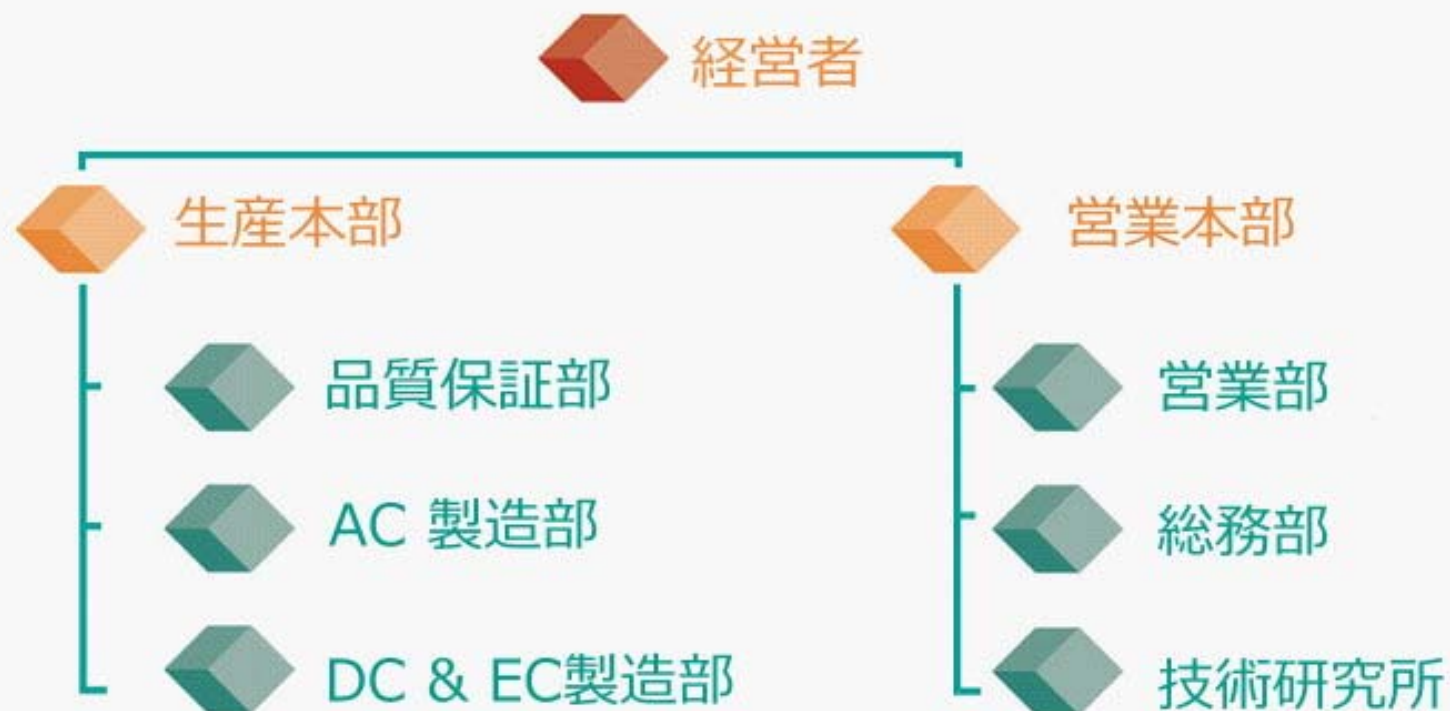 経営者
生産本部
営業本部
品質保証部
営業部
AC 製造部
総務部
DC & EC製造部
技術研究所